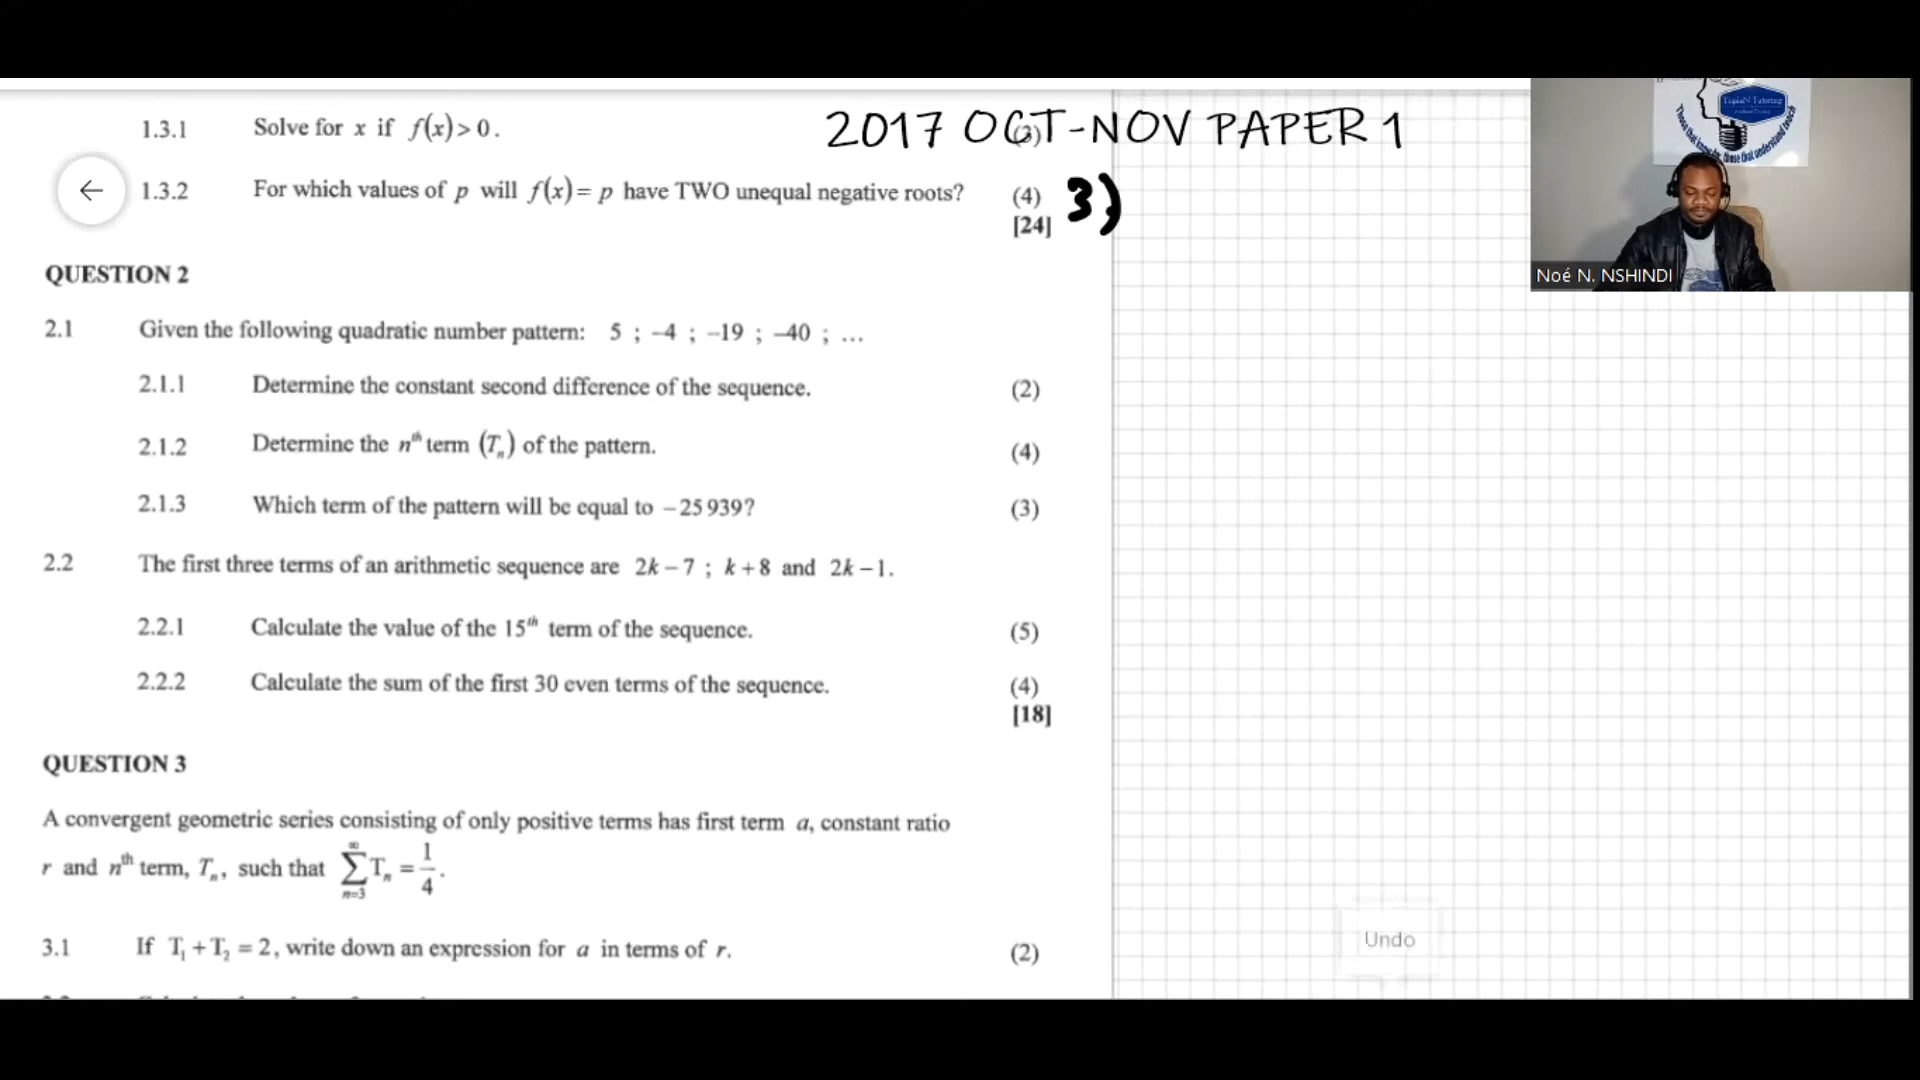 1.3.1 Solve for x if f(x) > 0. (3)
2017 OCT-NOV PAPER 1
1.3.2 For which values of p will f(x) = p have TWO unequal negative roots? (4)
[24]
3)
QUESTION 2
2.1 Given the following quadratic number pattern: 5 ; –4 ; –19 ; –40 ; ...
2.1.1 Determine the constant second difference of the sequence. (2)
2.1.2 Determine the nᵗʰ term (Tₙ) of the pattern. (4)
2.1.3 Which term of the pattern will be equal to –25 939? (3)
2.2 The first three terms of an arithmetic sequence are 2k – 7 ; k + 8 and 2k – 1.
2.2.1 Calculate the value of the 15ᵗʰ term of the sequence. (5)
2.2.2 Calculate the sum of the first 30 even terms of the sequence. (4)
[18]
QUESTION 3
A convergent geometric series consisting of only positive terms has first term a, constant ratio
r and nᵗʰ term, Tₙ, such that ∑_{n=3}^{∞} Tₙ = 1/4.
3.1 If T₁ + T₂ = 2, write down an expression for a in terms of r. (2)
Undo
TopiaN Tutoring
Noé N. NSHINDI